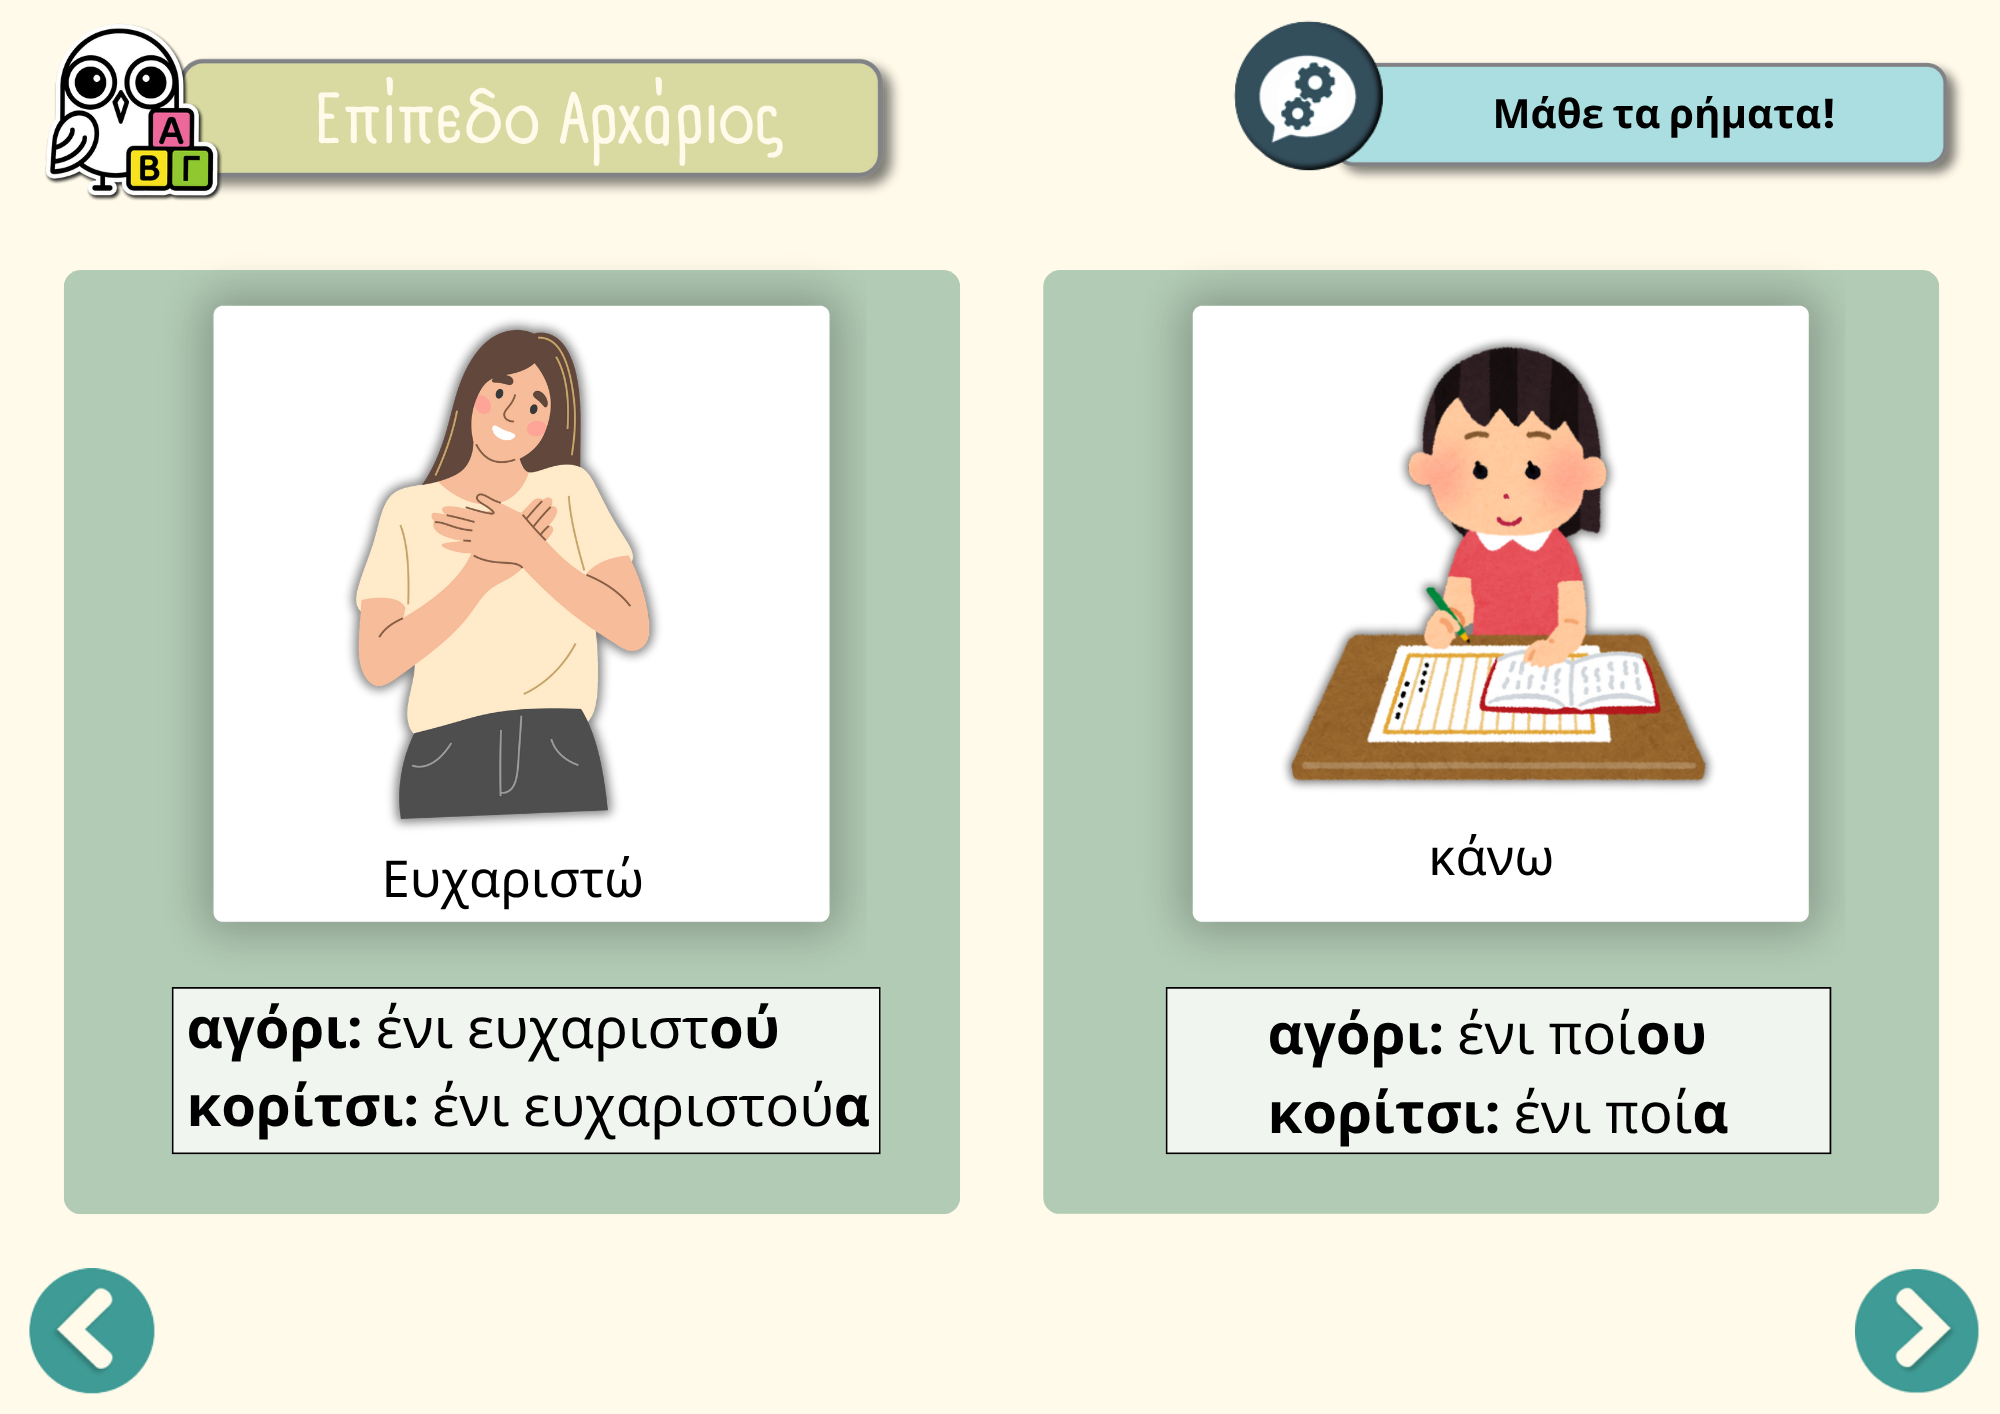 Επίπεδο Αρχάριος
Α
Β Γ
Μάθε τα ρήματα!
Ευχαριστώ
αγόρι: ένι ευχαριστού
κορίτσι: ένι ευχαριστούα
κάνω
αγόρι: ένι ποίου
κορίτσι: ένι ποία